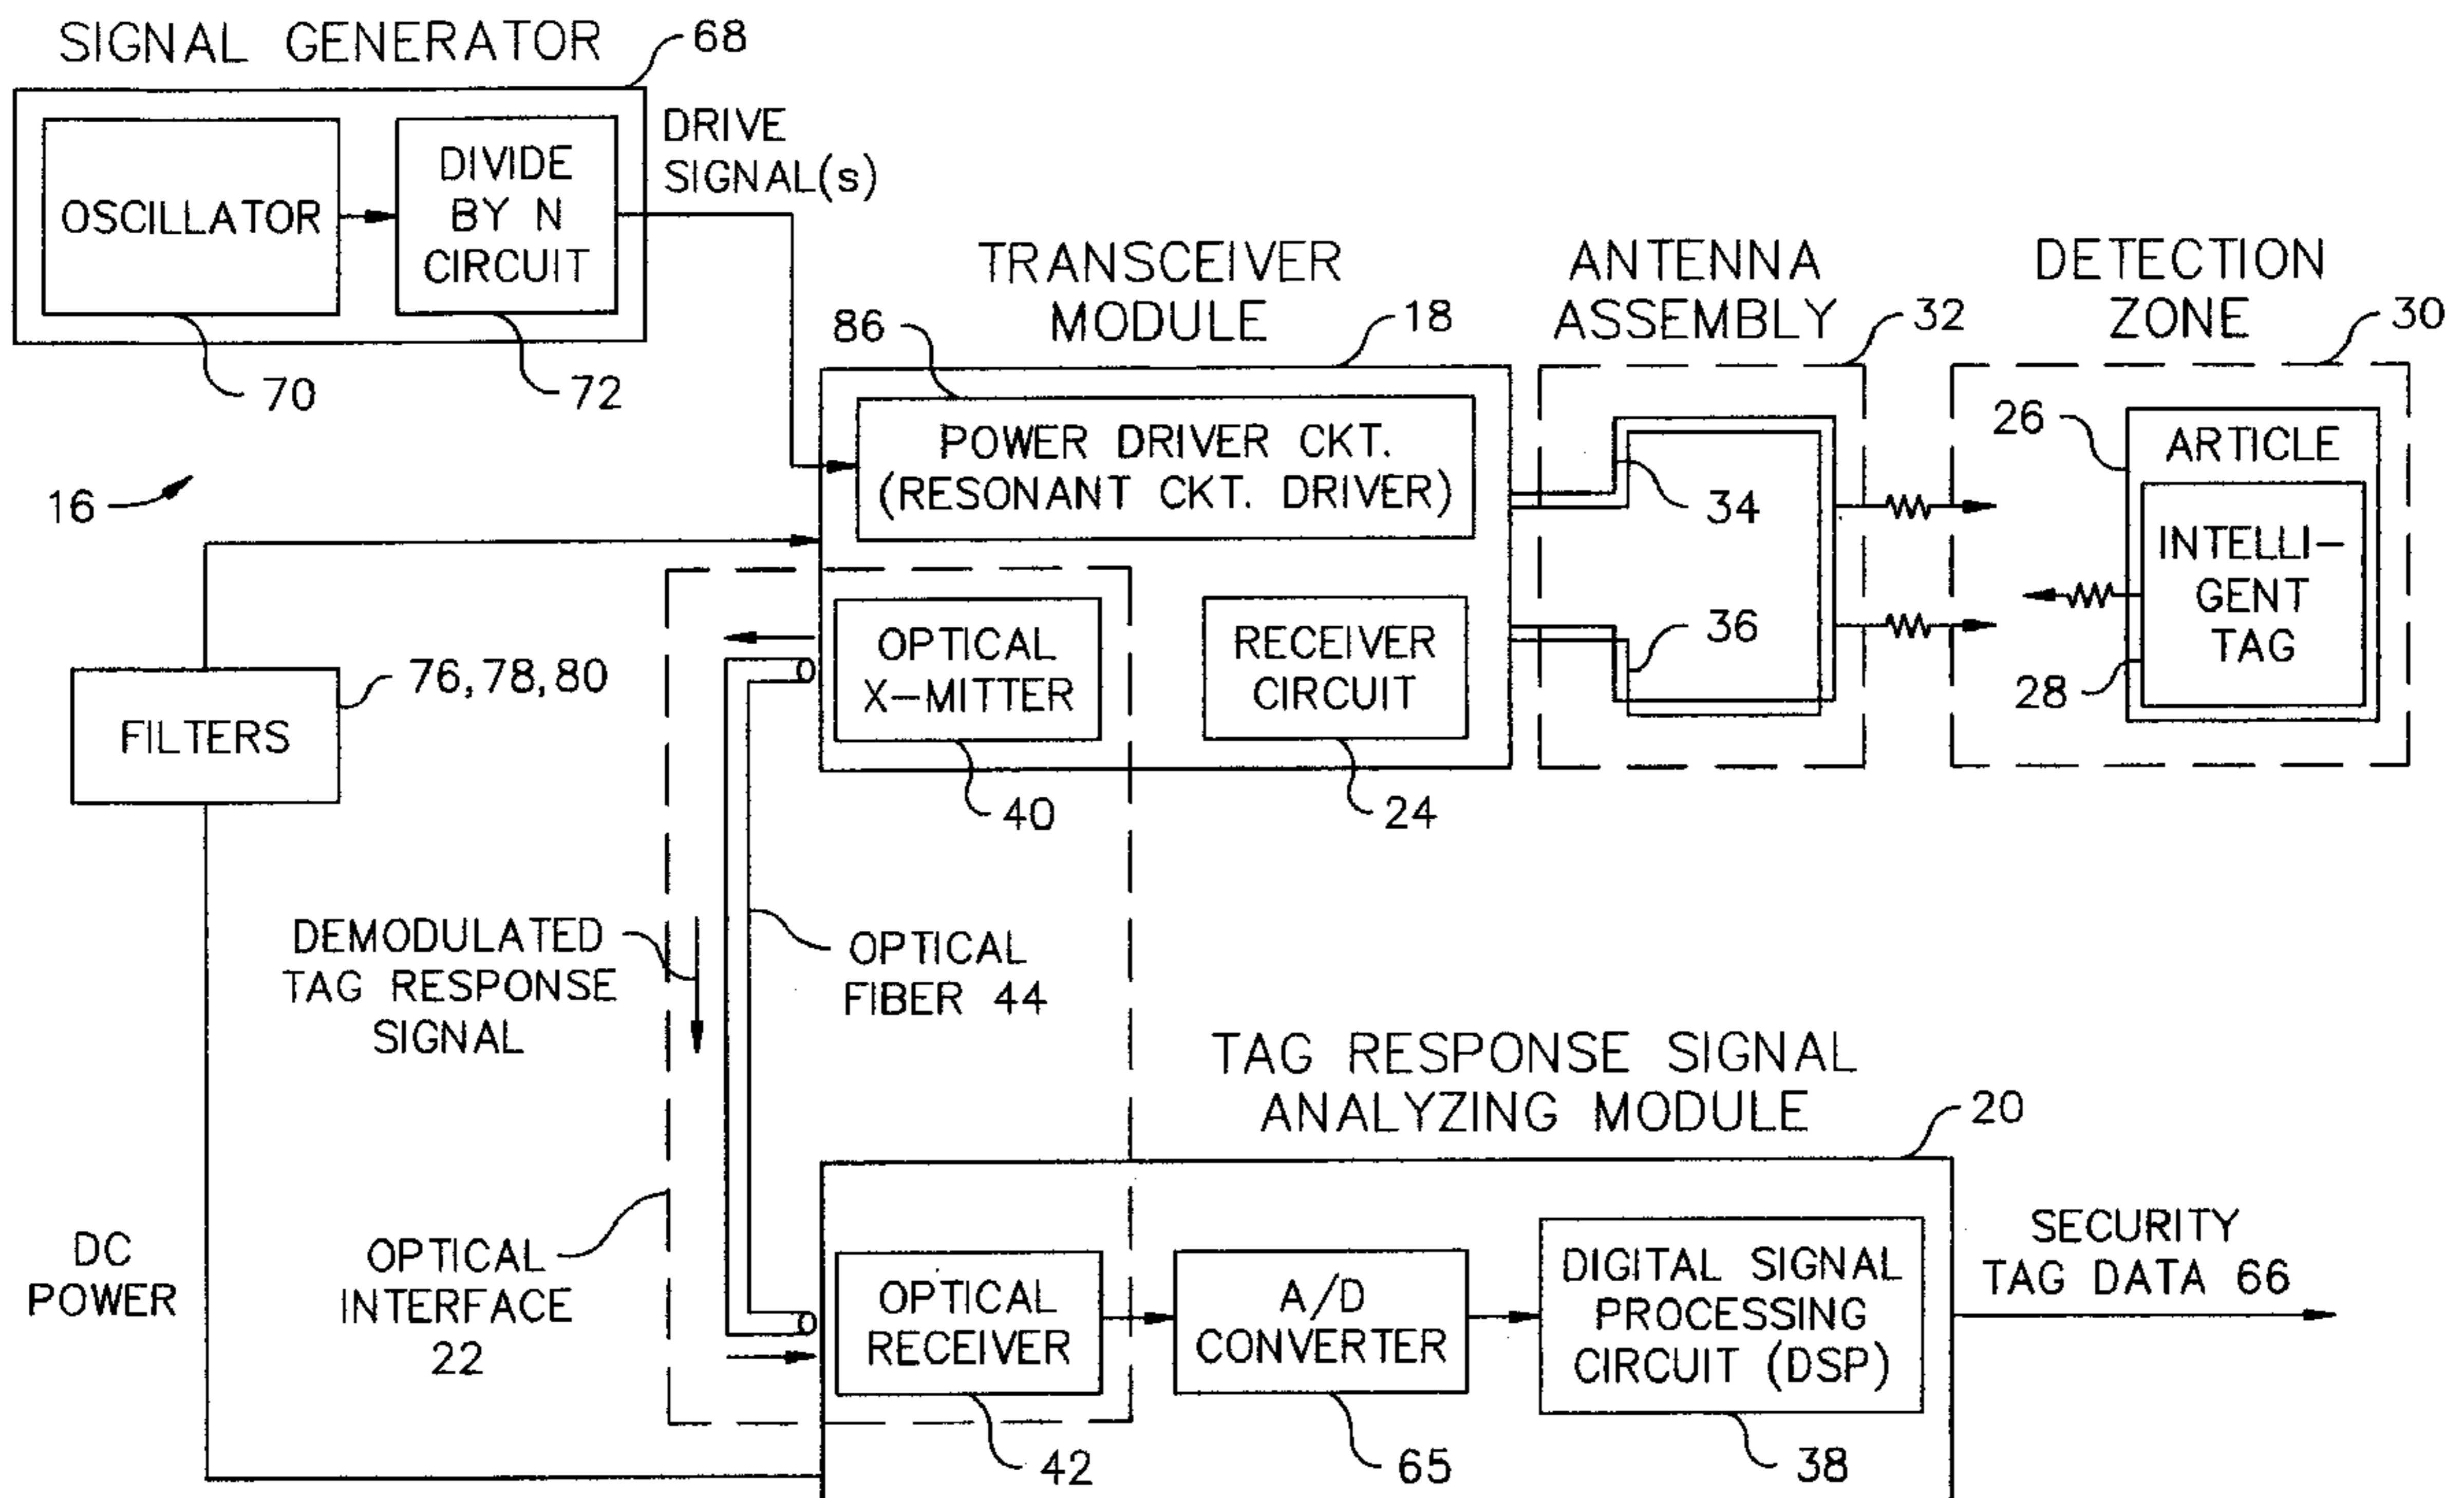 SIGNAL GENERATOR
68
OSCILLATOR
DIVIDE
BY N
CIRCUIT
DRIVE
SIGNAL(s)
70
72
16
TRANSCEIVER
MODULE
86
18
POWER DRIVER CKT.
(RESONANT CKT. DRIVER)
ANTENNA
ASSEMBLY
32
34
36
DETECTION
ZONE
30
26
ARTICLE
INTELLI-
GENT
TAG
28
OPTICAL
X-MITTER
40
RECEIVER
CIRCUIT
24
FILTERS
76,78,80
DEMODULATED
TAG RESPONSE
SIGNAL
OPTICAL
FIBER 44
DC
POWER
OPTICAL
INTERFACE
22
TAG RESPONSE SIGNAL
ANALYZING MODULE
20
OPTICAL
RECEIVER
42
A/D
CONVERTER
65
DIGITAL SIGNAL
PROCESSING
CIRCUIT (DSP)
38
SECURITY
TAG DATA 66